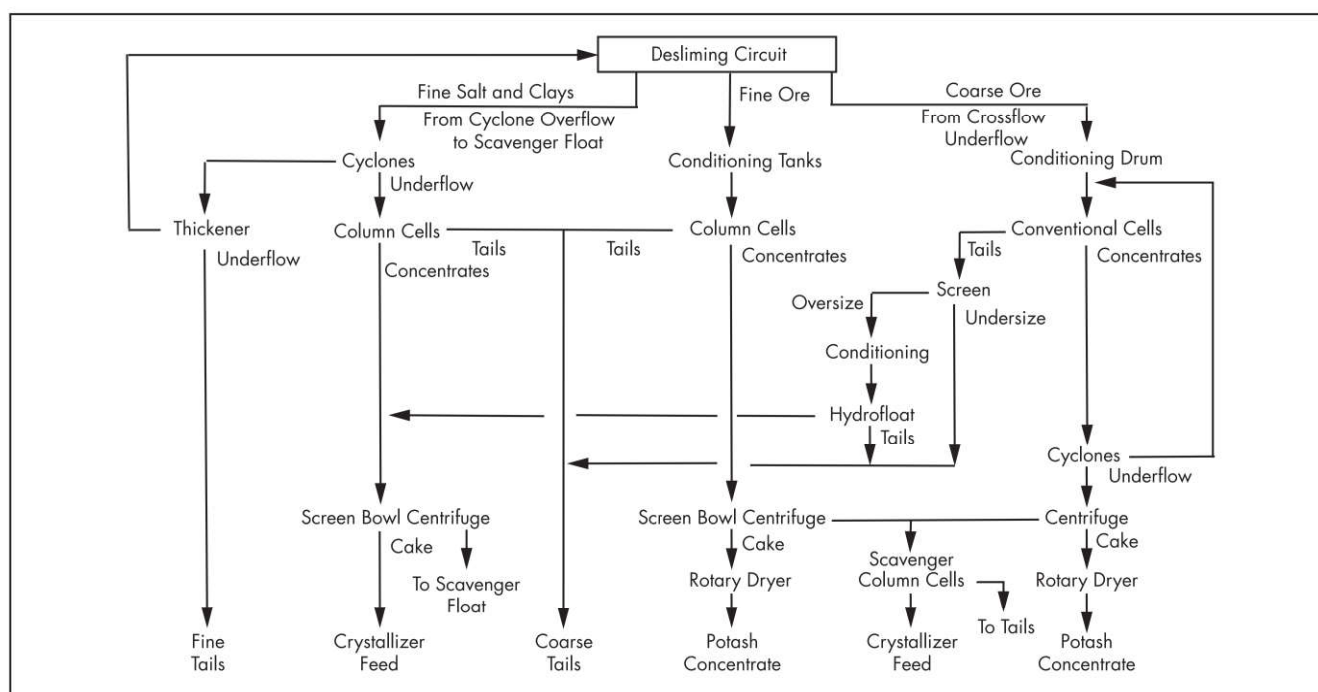 Desliming Circuit
Fine Salt and Clays
Fine Ore
Coarse Ore
From Cyclone Overflow
to Scavenger Float
From Crossflow
Underflow
Cyclones
Underflow
Conditioning Tanks
Conditioning Drum
Thickener
Underflow
Column Cells
Tails
Concentrates
Tails
Column Cells
Concentrates
Conventional Cells
Tails
Concentrates
Screen
Oversize
Undersize
Conditioning
Hydrofloat
Tails
Cyclones
Underflow
Screen Bowl Centrifuge
Cake
To Scavenger
Float
Screen Bowl Centrifuge
Cake
Centrifuge
Cake
Scavenger
Column Cells
Rotary Dryer
Rotary Dryer
To Tails
Fine
Tails
Crystallizer
Feed
Coarse
Tails
Potash
Concentrate
Crystallizer
Feed
Potash
Concentrate